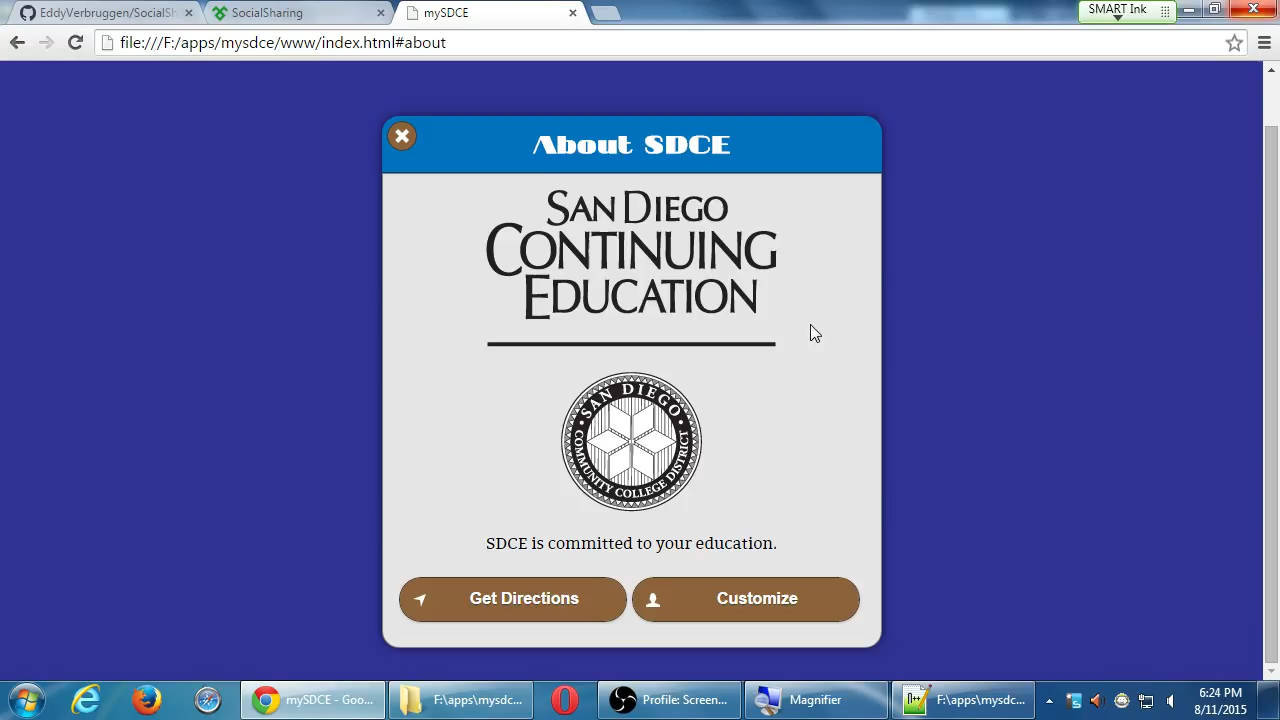 EddyVerbruggen/SocialSh
SocialSharing
mySDCE
SMART Ink
file:///F:/apps/mysdce/www/index.html#about
About SDCE
SAN DIEGO
CONTINUING
EDUCATION
SAN DIEGO
COMMUNITY COLLEGE DISTRICT
SDCE is committed to your education.
Get Directions
Customize
mySDCE - Goo...
F:\apps\mysdc...
Profile: Screen...
Magnifier
F:\apps\mysdc...
6:24 PM
8/11/2015